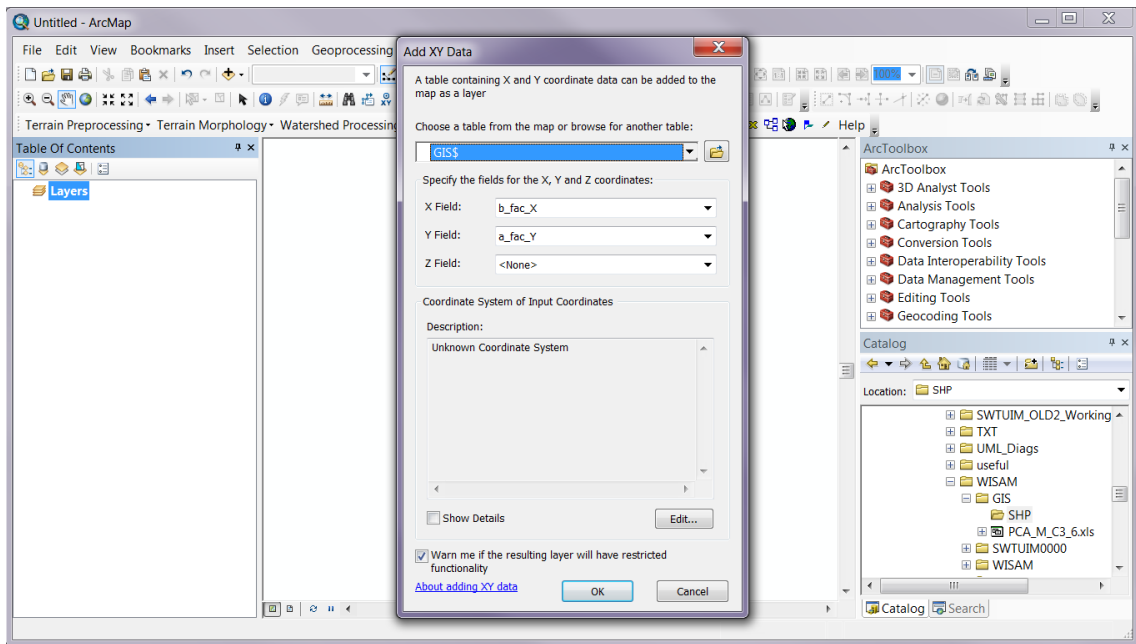 Untitled - ArcMap
File Edit View Bookmarks Insert Selection Geoprocessing
100%
Terrain Preprocessing Terrain Morphology Watershed Processing
Help
Table Of Contents
Layers
Add XY Data
X
A table containing X and Y coordinate data can be added to the
map as a layer
Choose a table from the map or browse for another table:
GIS$
Specify the fields for the X, Y and Z coordinates:
X Field: b_fac_X
Y Field: a_fac_Y
Z Field: <None>
Coordinate System of Input Coordinates
Description:
Unknown Coordinate System
Show Details
Edit...
Warn me if the resulting layer will have restricted
functionality
About adding XY data
OK Cancel
ArcToolbox
ArcToolbox
3D Analyst Tools
Analysis Tools
Cartography Tools
Conversion Tools
Data Interoperability Tools
Data Management Tools
Editing Tools
Geocoding Tools
Catalog
Location: SHP
SWTUIM_OLD2_Working
TXT
UML_Diags
useful
WISAM
GIS
SHP
PCA_M_C3_6.xls
SWTUIM0000
WISAM
Catalog Search